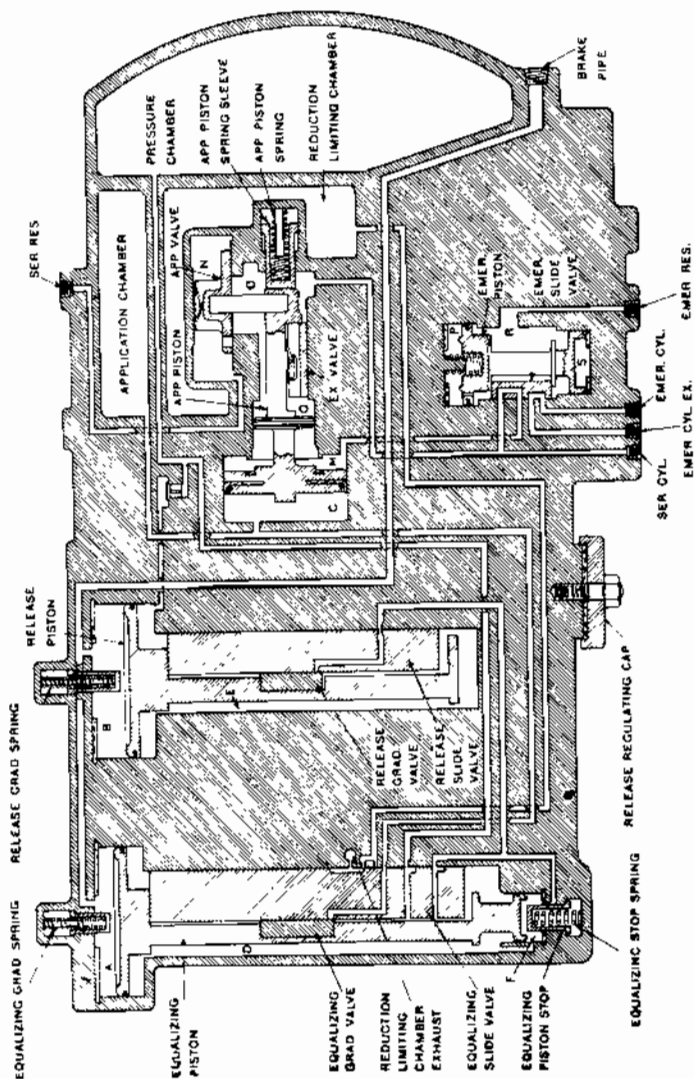 EQUALIZING GRAD SPRING
RELEASE GRAD SPRING
RELEASE
PISTON
SER RES
PRESSURE
CHAMBER
APP PISTON
SPRING SLEEVE
APP PISTON
SPRING
REDUCTION
LIMITING CHAMBER
APPLICATION CHAMBER
APP VALVE
APP PISTON
EX VALVE
N
O
O
M
C
BRAKE
PIPE
EMER
PISTON
EMER
SLIDE
VALVE
P
R
S
EMER RES.
EMER. CYL.
EMER CYL EX.
SER CYL.
B
E
RELEASE
GRAD.
VALVE
RELEASE
SLIDE
VALVE
RELEASE REGULATING CAP
A
D
F
EQUALIZING
PISTON
EQUALIZING
GRAD VALVE
REDUCTION
LIMITING
CHAMBER
EXHAUST
EQUALIZING
SLIDE VALVE
EQUALIZING
PISTON STOP
EQUALIZING STOP SPRING